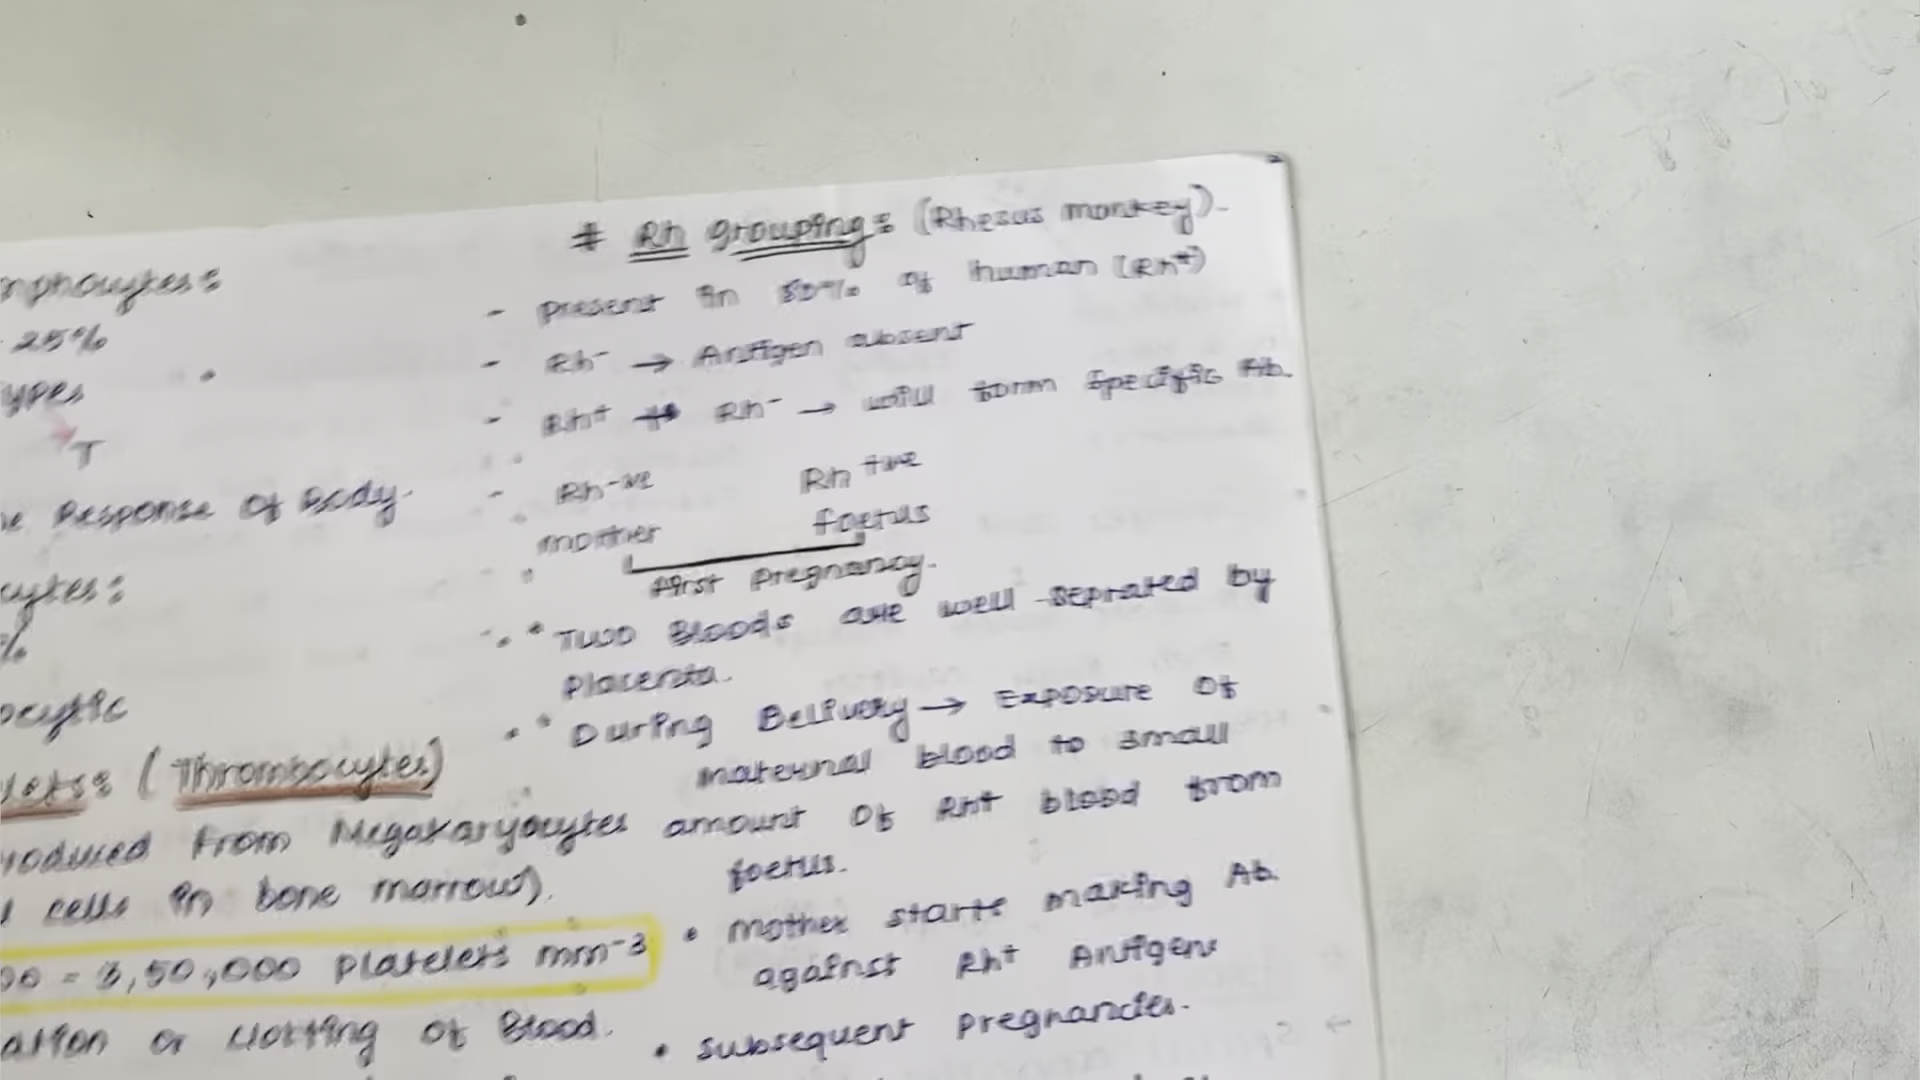 25%
T
Response Of Body.
(Thrombocytes)
From Megakaryocytes
cells in bone marrow).
3,50,000 Platelets mm⁻³
or clotting of Blood.
# Rh grouping: (Rhesus monkey).
- Present in 80% of human (Rh⁺)
- Rh⁻ → Antigen absent
- Rh⁺ Rh⁻ → will form specific Ab.
- Rh⁻ᵛᵉ Rh⁺ᵛᵉ
mother foetus
first pregnancy.
• Two Bloods are well seprated by
Placenta.
• During Delivery → Exposure Of
maternal blood to small
amount Of Rh⁺ blood from
foetus.
• mother starts making Ab
against Rh⁺ Antigens
• subsequent pregnancies.